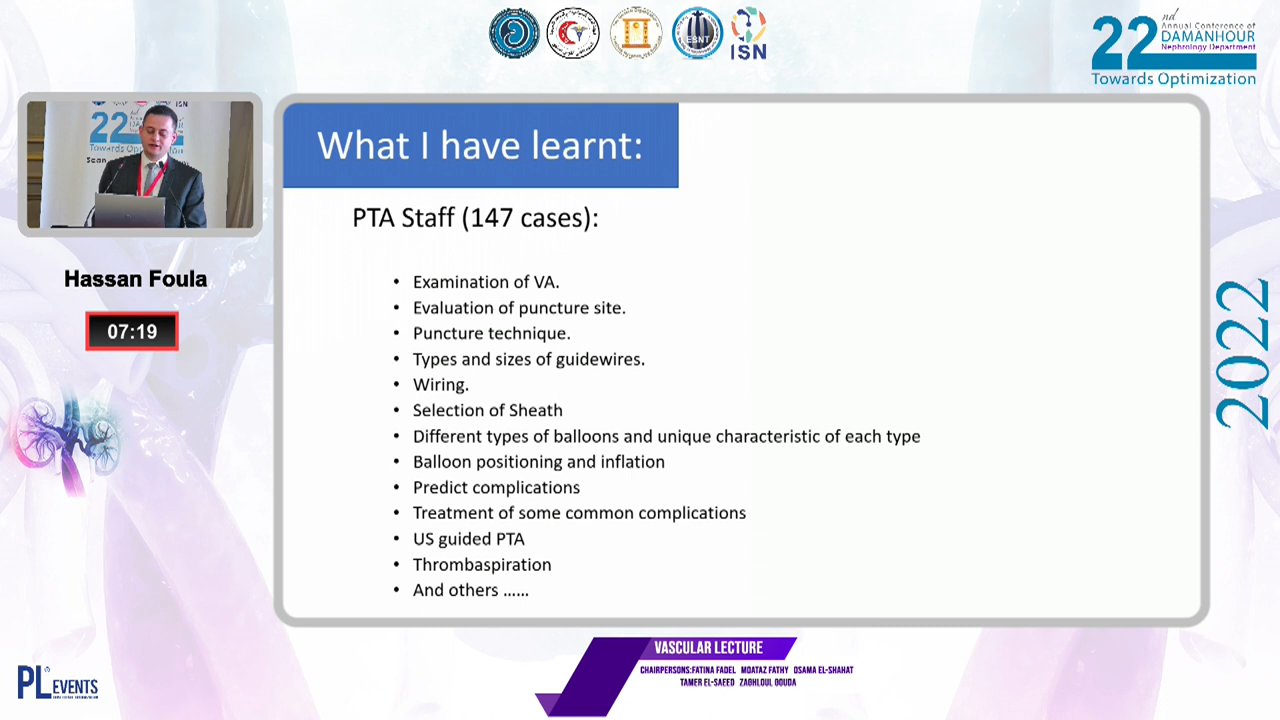 ESNT
ISN
22nd
Annual Conference of
DAMANHOUR
Nephrology Department
Towards Optimization
22
DAMANHOUR
Hassan Foula
07:19
What I have learnt:
PTA Staff (147 cases):
• Examination of VA.
• Evaluation of puncture site.
• Puncture technique.
• Types and sizes of guidewires.
• Wiring.
• Selection of Sheath
• Different types of balloons and unique characteristic of each type
• Balloon positioning and inflation
• Predict complications
• Treatment of some common complications
• US guided PTA
• Thrombaspiration
• And others ......
2022
VASCULAR LECTURE
CHAIRPERSONS:FATINA FADEL MOATAZ FATHY OSAMA EL-SHAHAT
TAMER EL-SAEED ZAGHLOUL GOUDA
PL EVENTS